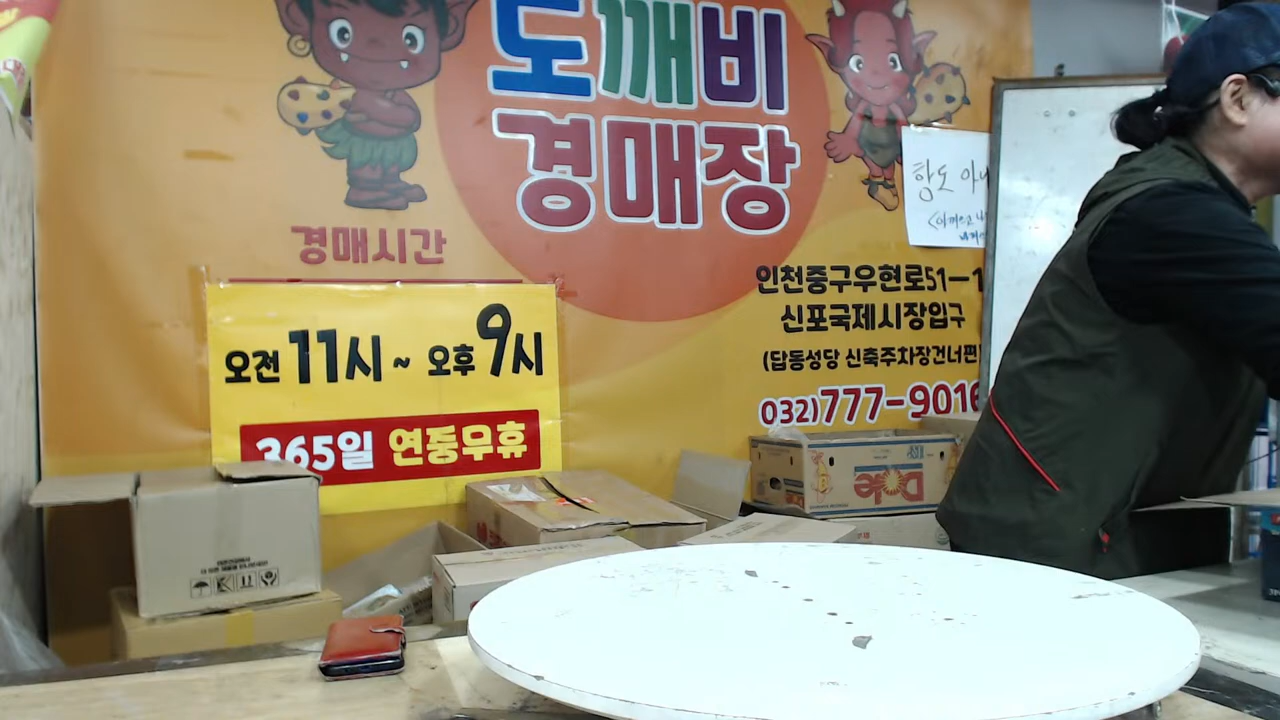 도깨비
경매장
경매시간
오전 11시 ~ 오후 9시
365일 연중무휴
함도
인천중구우현로51-1
신포국제시장입구
(답동성당 신축주차장건너편)
032)777-9016
Dole